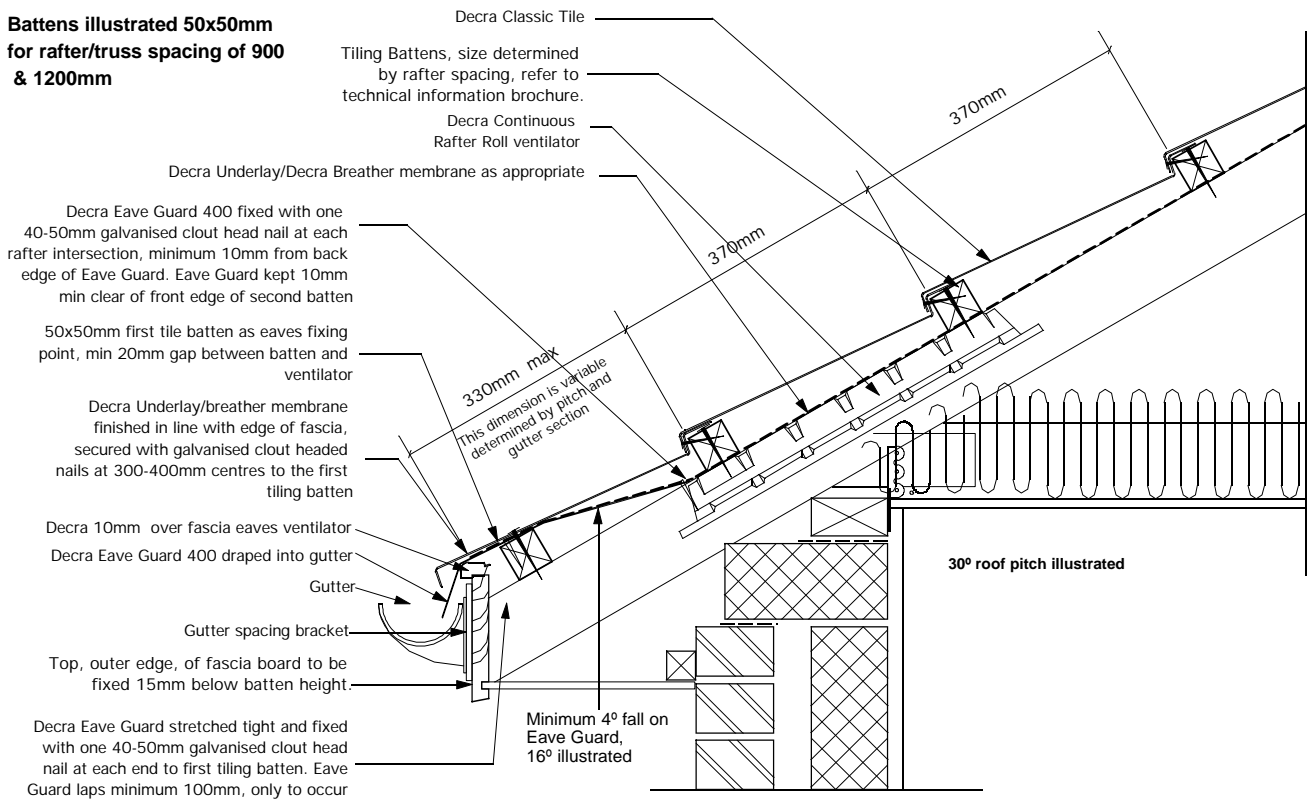 Battens illustrated 50x50mm
for rafter/truss spacing of 900
& 1200mm
Decra Classic Tile
Tiling Battens, size determined
by rafter spacing, refer to
technical information brochure.
Decra Continuous
Rafter Roll ventilator
Decra Underlay/Decra Breather membrane as appropriate
Decra Eave Guard 400 fixed with one
40-50mm galvanised clout head nail at each
rafter intersection, minimum 10mm from back
edge of Eave Guard. Eave Guard kept 10mm
min clear of front edge of second batten
50x50mm first tile batten as eaves fixing
point, min 20mm gap between batten and
ventilator
Decra Underlay/breather membrane
finished in line with edge of fascia,
secured with galvanised clout headed
nails at 300-400mm centres to the first
tiling batten
Decra 10mm over fascia eaves ventilator
Decra Eave Guard 400 draped into gutter
Gutter
Gutter spacing bracket
Top, outer edge, of fascia board to be
fixed 15mm below batten height.
Decra Eave Guard stretched tight and fixed
with one 40-50mm galvanised clout head
nail at each end to first tiling batten. Eave
Guard laps minimum 100mm, only to occur
370mm
370mm
330mm max
This dimension is variable
determined by pitch and
gutter section
30º roof pitch illustrated
Minimum 4º fall on
Eave Guard,
16º illustrated